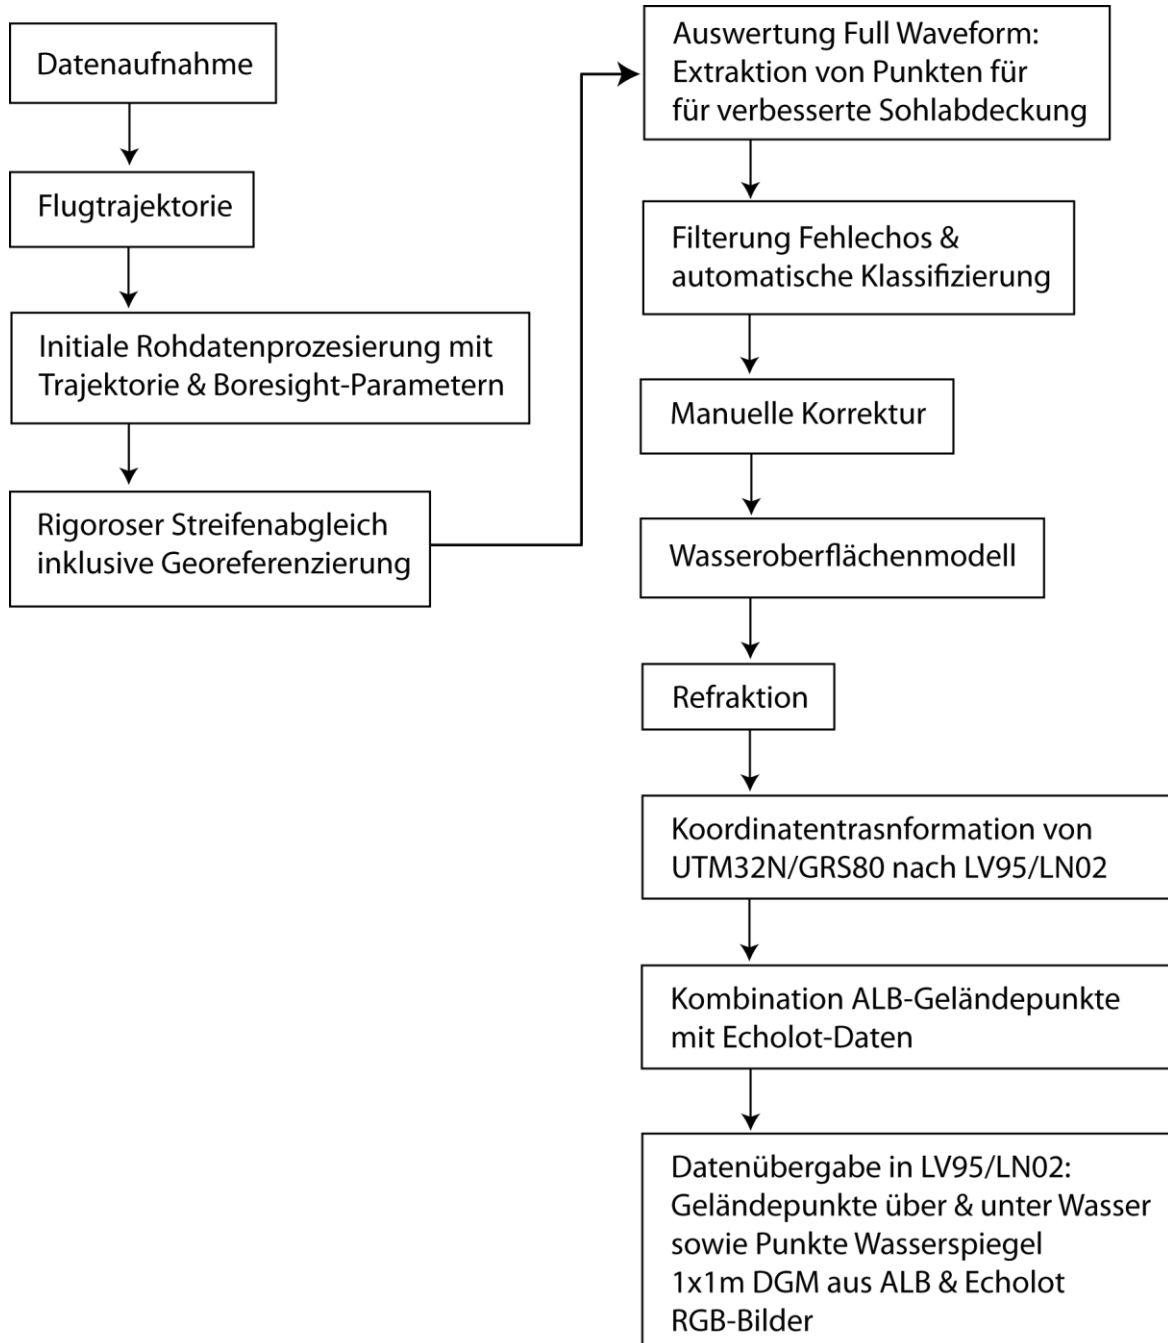 Datenaufnahme
Flugtrajektorie
Initiale Rohdatenprozesierung mit
Trajektorie & Boresight-Parametern
Rigoroser Streifenabgleich
inklusive Georeferenzierung
Auswertung Full Waveform:
Extraktion von Punkten für
für verbesserte Sohlabdeckung
Filterung Fehlechos &
automatische Klassifizierung
Manuelle Korrektur
Wasseroberflächenmodell
Refraktion
Koordinatentrasnformation von
UTM32N/GRS80 nach LV95/LN02
Kombination ALB-Geländepunkte
mit Echolot-Daten
Datenübergabe in LV95/LN02:
Geländepunkte über & unter Wasser
sowie Punkte Wasserspiegel
1x1m DGM aus ALB & Echolot
RGB-Bilder